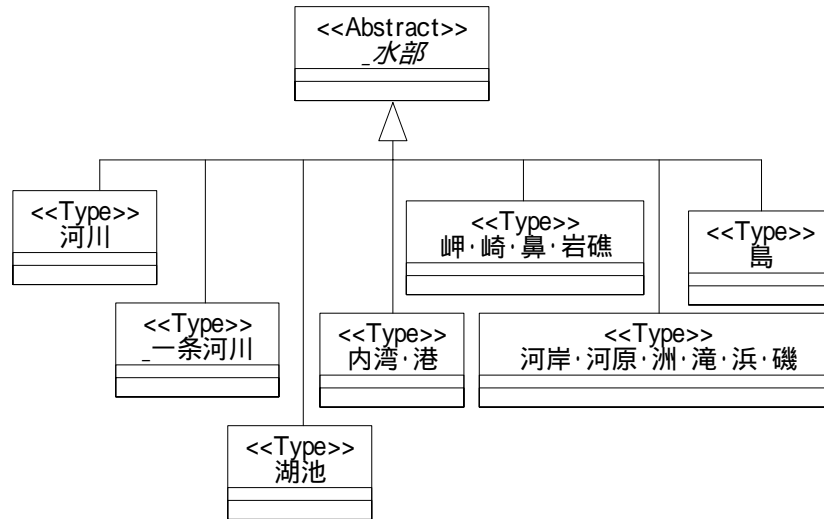 <<Abstract>>
_水部
<<Type>>
河川
<<Type>>
岬・崎・鼻・岩礁
<<Type>>
島
<<Type>>
_一条河川
<<Type>>
内湾・港
<<Type>>
河岸・河原・洲・滝・浜・磯
<<Type>>
湖池